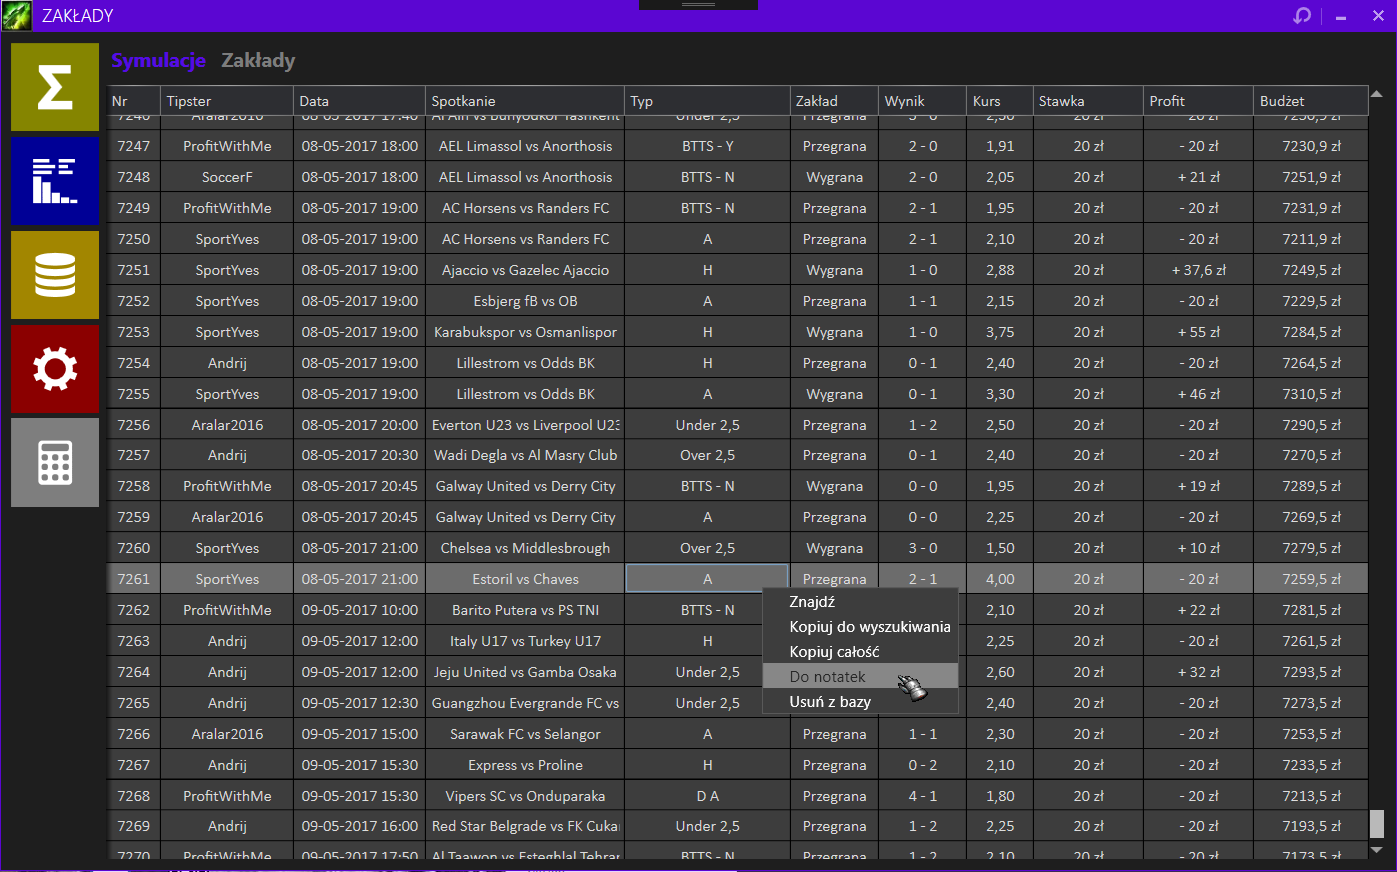 ZAKŁADY
Symulacje Zakłady
Nr Tipster Data Spotkanie Typ Zakład Wynik Kurs Stawka Profit Budżet
7246 Aralar2016 08-05-2017 17:40 Al Ain vs Bunyodkor Tashkent Under 2,5 Przegrana 3 - 0 2,50 20 zł - 20 zł 7250,9 zł
7247 ProfitWithMe 08-05-2017 18:00 AEL Limassol vs Anorthosis BTTS - Y Przegrana 2 - 0 1,91 20 zł - 20 zł 7230,9 zł
7248 SoccerF 08-05-2017 18:00 AEL Limassol vs Anorthosis BTTS - N Wygrana 2 - 0 2,05 20 zł + 21 zł 7251,9 zł
7249 ProfitWithMe 08-05-2017 19:00 AC Horsens vs Randers FC BTTS - N Przegrana 2 - 1 1,95 20 zł - 20 zł 7231,9 zł
7250 SportYves 08-05-2017 19:00 AC Horsens vs Randers FC A Przegrana 2 - 1 2,10 20 zł - 20 zł 7211,9 zł
7251 SportYves 08-05-2017 19:00 Ajaccio vs Gazelec Ajaccio H Wygrana 1 - 0 2,88 20 zł + 37,6 zł 7249,5 zł
7252 SportYves 08-05-2017 19:00 Esbjerg fB vs OB A Przegrana 1 - 1 2,15 20 zł - 20 zł 7229,5 zł
7253 SportYves 08-05-2017 19:00 Karabukspor vs Osmanlispor H Wygrana 1 - 0 3,75 20 zł + 55 zł 7284,5 zł
7254 Andrij 08-05-2017 19:00 Lillestrom vs Odds BK H Przegrana 0 - 1 2,40 20 zł - 20 zł 7264,5 zł
7255 SportYves 08-05-2017 19:00 Lillestrom vs Odds BK A Wygrana 0 - 1 3,30 20 zł + 46 zł 7310,5 zł
7256 Aralar2016 08-05-2017 20:00 Everton U23 vs Liverpool U23 Under 2,5 Przegrana 1 - 2 2,50 20 zł - 20 zł 7290,5 zł
7257 Andrij 08-05-2017 20:30 Wadi Degla vs Al Masry Club Over 2,5 Przegrana 0 - 1 2,40 20 zł - 20 zł 7270,5 zł
7258 ProfitWithMe 08-05-2017 20:45 Galway United vs Derry City BTTS - N Wygrana 0 - 0 1,95 20 zł + 19 zł 7289,5 zł
7259 Aralar2016 08-05-2017 20:45 Galway United vs Derry City A Przegrana 0 - 0 2,25 20 zł - 20 zł 7269,5 zł
7260 SportYves 08-05-2017 21:00 Chelsea vs Middlesbrough Over 2,5 Wygrana 3 - 0 1,50 20 zł + 10 zł 7279,5 zł
7261 SportYves 08-05-2017 21:00 Estoril vs Chaves A Przegrana 2 - 1 4,00 20 zł - 20 zł 7259,5 zł
7262 ProfitWithMe 09-05-2017 10:00 Barito Putera vs PS TNI BTTS - N 2,10 20 zł + 22 zł 7281,5 zł
7263 Andrij 09-05-2017 12:00 Italy U17 vs Turkey U17 H 2,25 20 zł - 20 zł 7261,5 zł
7264 Andrij 09-05-2017 12:00 Jeju United vs Gamba Osaka Under 2,5 2,60 20 zł + 32 zł 7293,5 zł
7265 Andrij 09-05-2017 12:30 Guangzhou Evergrande FC vs Under 2,5 2,40 20 zł - 20 zł 7273,5 zł
7266 Aralar2016 09-05-2017 15:00 Sarawak FC vs Selangor A Przegrana 1 - 1 2,30 20 zł - 20 zł 7253,5 zł
7267 Andrij 09-05-2017 15:30 Express vs Proline H Przegrana 0 - 2 2,10 20 zł - 20 zł 7233,5 zł
7268 ProfitWithMe 09-05-2017 15:30 Vipers SC vs Onduparaka D A Przegrana 4 - 1 1,80 20 zł - 20 zł 7213,5 zł
7269 Andrij 09-05-2017 16:00 Red Star Belgrade vs FK Cukar Under 2,5 Przegrana 1 - 2 2,25 20 zł - 20 zł 7193,5 zł
7270 ProfitWithMe 09-05-2017 17:50 Al Taawon vs Esteghlal Tehran BTTS - N Przegrana 1 - 2 2,10 20 zł - 20 zł 7173,5 zł
Znajdź
Kopiuj do wyszukiwania
Kopiuj całość
Do notatek
Usuń z bazy